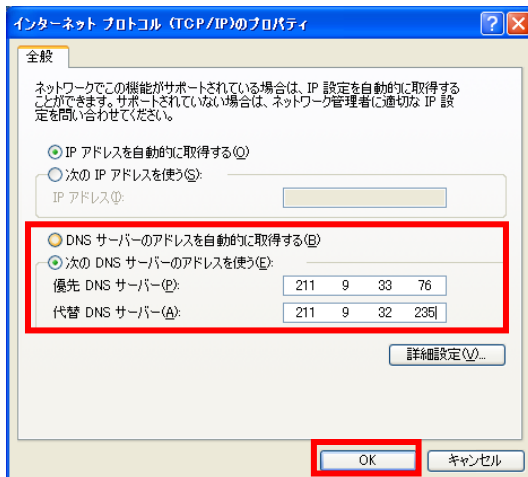 インターネット プロトコル (TCP/IP)のプロパティ
全般
ネットワークでこの機能がサポートされている場合は、IP 設定を自動的に取得する
ことができます。サポートされていない場合は、ネットワーク管理者に適切な IP 設
定を問い合わせてください。
IP アドレスを自動的に取得する(O)
次の IP アドレスを使う(S):
IP アドレス(I):
DNS サーバーのアドレスを自動的に取得する(B)
次の DNS サーバーのアドレスを使う(E):
優先 DNS サーバー(P): 211 9 33 76
代替 DNS サーバー(A): 211 9 32 235
詳細設定(V)...
OK キャンセル